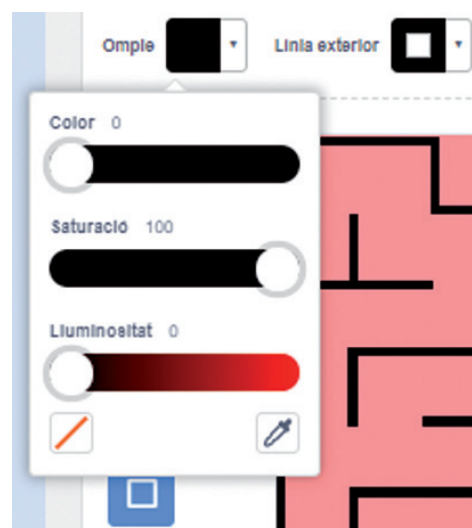 Omple Línia exterior
Color 0
Saturació 100
Lluminositat 0